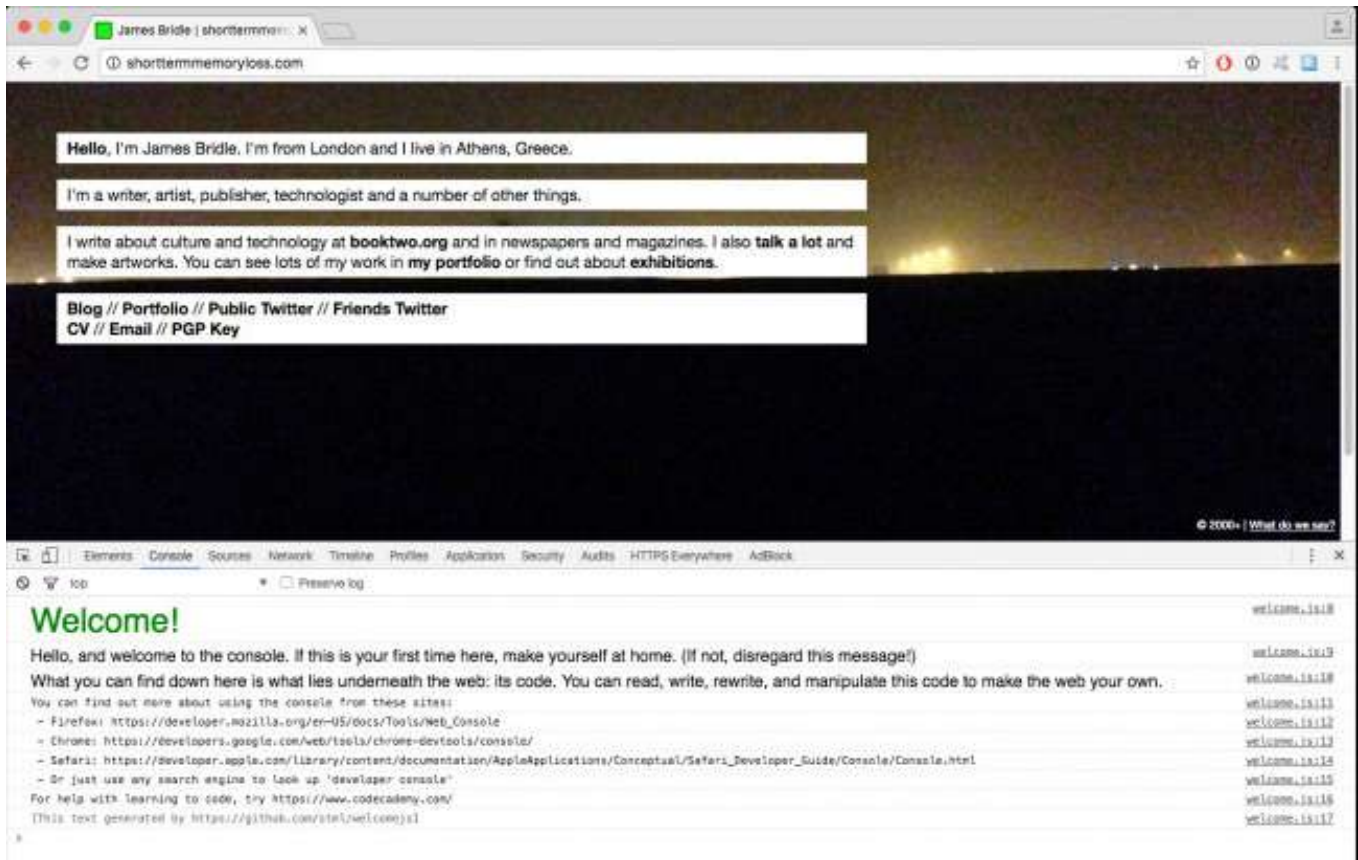 James Bridle | shorttermmem
shorttermmemoryloss.com
Hello, I'm James Bridle. I'm from London and I live in Athens, Greece.
I'm a writer, artist, publisher, technologist and a number of other things.
I write about culture and technology at booktwo.org and in newspapers and magazines. I also talk a lot and
make artworks. You can see lots of my work in my portfolio or find out about exhibitions.
Blog // Portfolio // Public Twitter // Friends Twitter
CV // Email // PGP Key
© 2000+ | What do we say?
Elements Console Sources Network Timeline Profiles Application Security Audits HTTPS Everywhere AdBlock
top Preserve log
Welcome! welcome.js:8
Hello, and welcome to the console. If this is your first time here, make yourself at home. (If not, disregard this message!) welcome.js:9
What you can find down here is what lies underneath the web: its code. You can read, write, rewrite, and manipulate this code to make the web your own. welcome.js:10
You can find out more about using the console from these sites: welcome.js:11
- Firefox: https://developer.mozilla.org/en-US/docs/Tools/Web_Console welcome.js:12
- Chrome: https://developers.google.com/web/tools/chrome-devtools/console/ welcome.js:13
- Safari: https://developer.apple.com/library/content/documentation/AppleApplications/Conceptual/Safari_Developer_Guide/Console/Console.html welcome.js:14
- Or just use any search engine to look up 'developer console' welcome.js:15
For help with learning to code, try https://www.codecademy.com/ welcome.js:16
[This text generated by https://github.com/stml/welcomejs] welcome.js:17